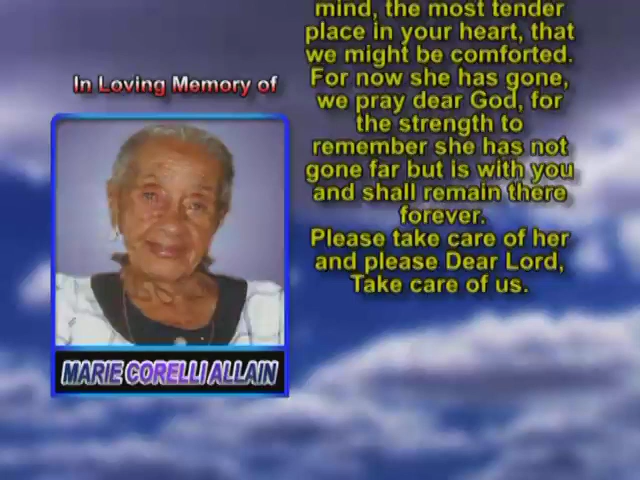 In Loving Memory of
MARIE CORELLI ALLAIN
mind, the most tender
place in your heart, that
we might be comforted.
For now she has gone,
we pray dear God, for
the strength to
remember she has not
gone far but is with you
and shall remain there
forever.
Please take care of her
and please Dear Lord,
Take care of us.